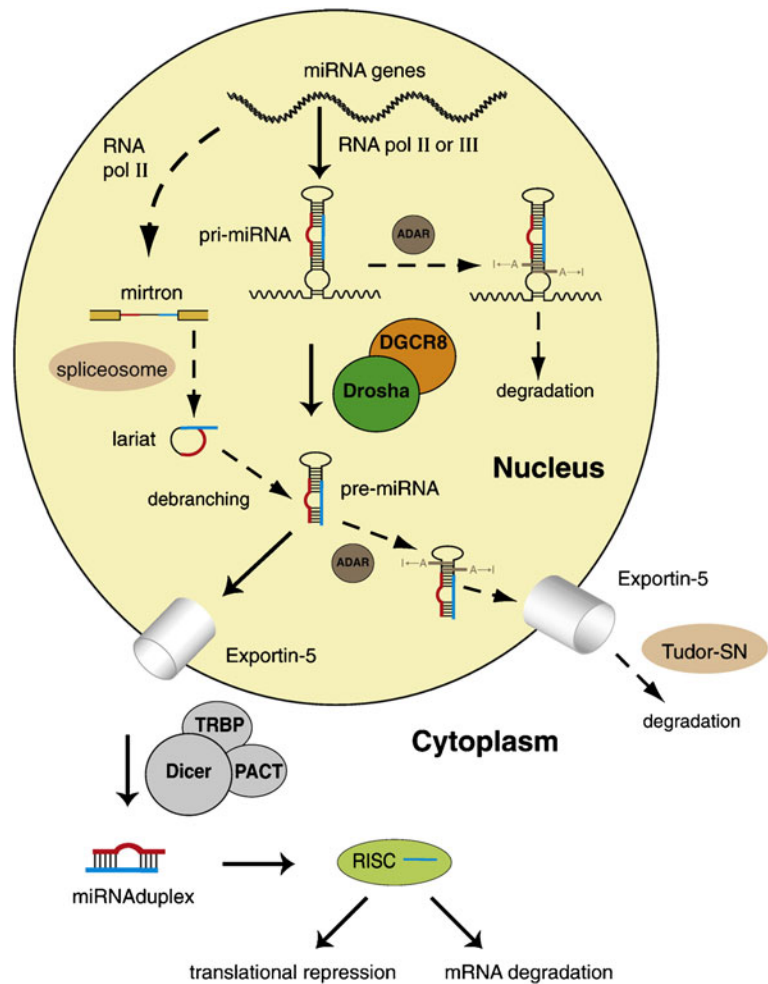 miRNA genes
RNA
pol II
RNA pol II or III
pri-miRNA
ADAR
I←A
A→I
mirtron
spliceosome
DGCR8
Drosha
degradation
lariat
Nucleus
pre-miRNA
debranching
ADAR
I←A
A→I
Exportin-5
Exportin-5
Tudor-SN
degradation
TRBP
Dicer
PACT
Cytoplasm
miRNAduplex
RISC
translational repression
mRNA degradation